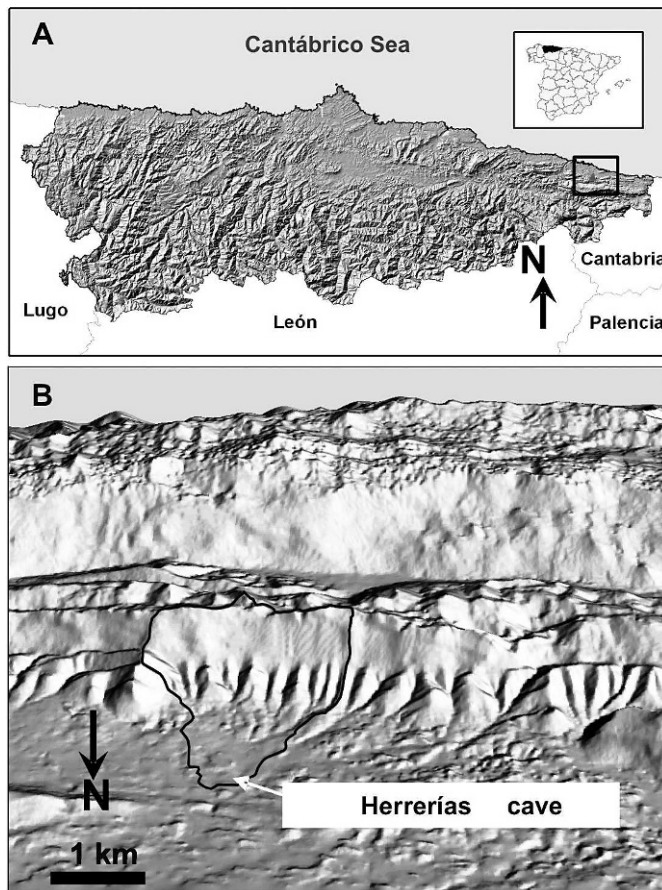 A
Cantábrico Sea
N
Cantabria
Lugo
León
Palencia
B
N
Herrerías cave
1 km